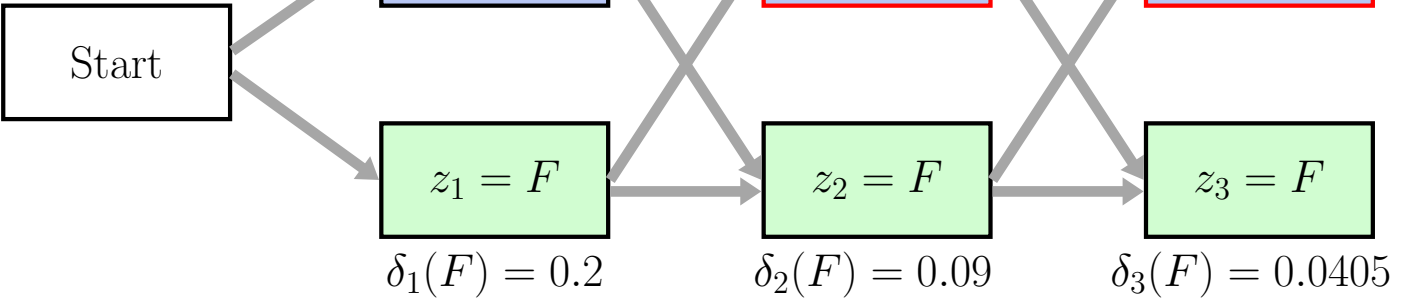 Start
z₁ = F
z₂ = F
z₃ = F
δ₁(F) = 0.2
δ₂(F) = 0.09
δ₃(F) = 0.0405